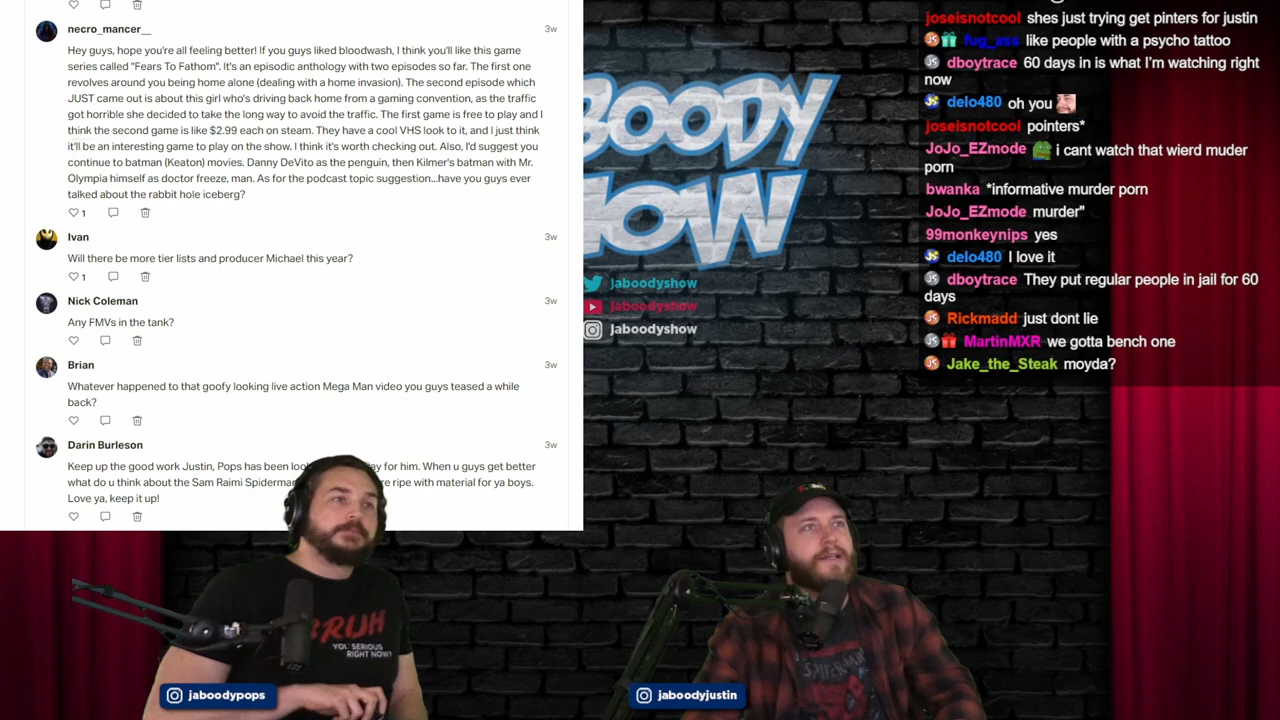 necro_mancer__
3w
Hey guys, hope you're all feeling better! If you guys liked bloodwash, I think you'll like this game
series called "Fears To Fathom". It's an episodic anthology with two episodes so far. The first one
revolves around you being home alone (dealing with a home invasion). The second episode which
JUST came out is about this girl who's driving back home from a gaming convention, as the traffic
got horrible she decided to take the long way to avoid the traffic. The first game is free to play and I
think the second game is like $2.99 each on steam. They have a cool VHS look to it, and I just think
it'll be an interesting game to play on the show. I think it's worth checking out. Also, I'd suggest you
continue to batman (Keaton) movies. Danny DeVito as the penguin, then Kilmer's batman with Mr.
Olympia himself as doctor freeze, man. As for the podcast topic suggestion...have you guys ever
talked about the rabbit hole iceberg?
1
Ivan
3w
Will there be more tier lists and producer Michael this year?
1
Nick Coleman
3w
Any FMVs in the tank?
Brian
3w
Whatever happened to that goofy looking live action Mega Man video you guys teased a while
back?
Darin Burleson
3w
Keep up the good work Justin, Pops has been for him. When u guys get better
what do u think about the Sam Raimi Spiderman ripe with material for ya boys.
Love ya, keep it up!
BOODY
HOW
jaboodyshow
jaboodyshow
jaboodyshow
joseisnotcool shes just trying get pinters for justin
fug_ass like people with a psycho tattoo
dboytrace 60 days in is what I'm watching right
now
delo480 oh you
joseisnotcool pointers*
JoJo_EZmode i cant watch that wierd muder
porn
bwanka *informative murder porn
JoJo_EZmode murder"
99monkeynips yes
delo480 I love it
dboytrace They put regular people in jail for 60
days
Rickmadd just dont lie
MartinMXR we gotta bench one
Jake_the_Steak moyda?
BRUH
YOU SERIOUS
RIGHT NOW?
SPIDER-MAN
jaboodypops
jaboodyjustin